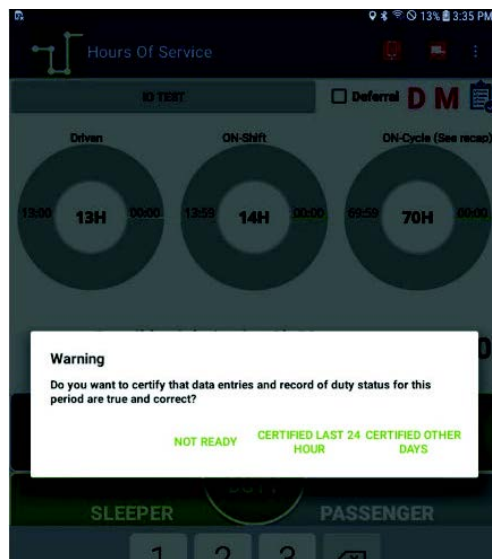 13% 3:35 PM
Hours Of Service
Deferral D M
Driven ON-Shift ON-Cycle (See recap)
13:00 13H 00:00 13:59 14H 00:00 69:59 70H 00:00
Warning
Do you want to certify that data entries and record of duty status for this
period are true and correct?
NOT READY
CERTIFIED LAST 24
HOUR
CERTIFIED OTHER
DAYS
SLEEPER PASSENGER
1 2 3